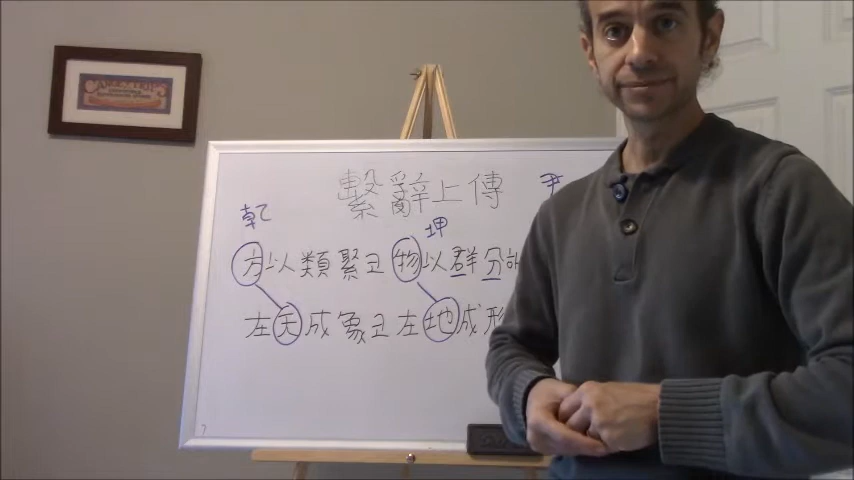 繫辭上傳
乾
坤
方以類聚 物以群分
在天成象 在地成形